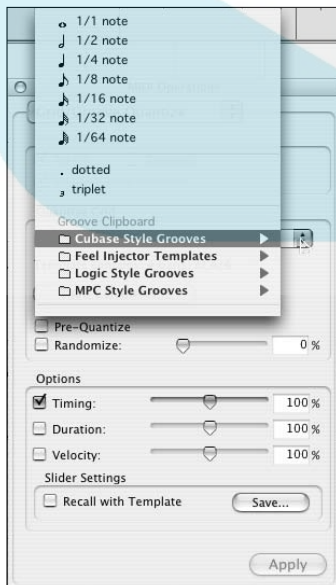 1/1 note
1/2 note
1/4 note
1/8 note
1/16 note
1/32 note
1/64 note
. dotted
3 triplet
Groove Clipboard
Cubase Style Grooves
Feel Injector Templates
Logic Style Grooves
MPC Style Grooves
Pre-Quantize
Randomize: 0 %
Options
Timing: 100 %
Duration: 100 %
Velocity: 100 %
Slider Settings
Recall with Template Save...
Apply